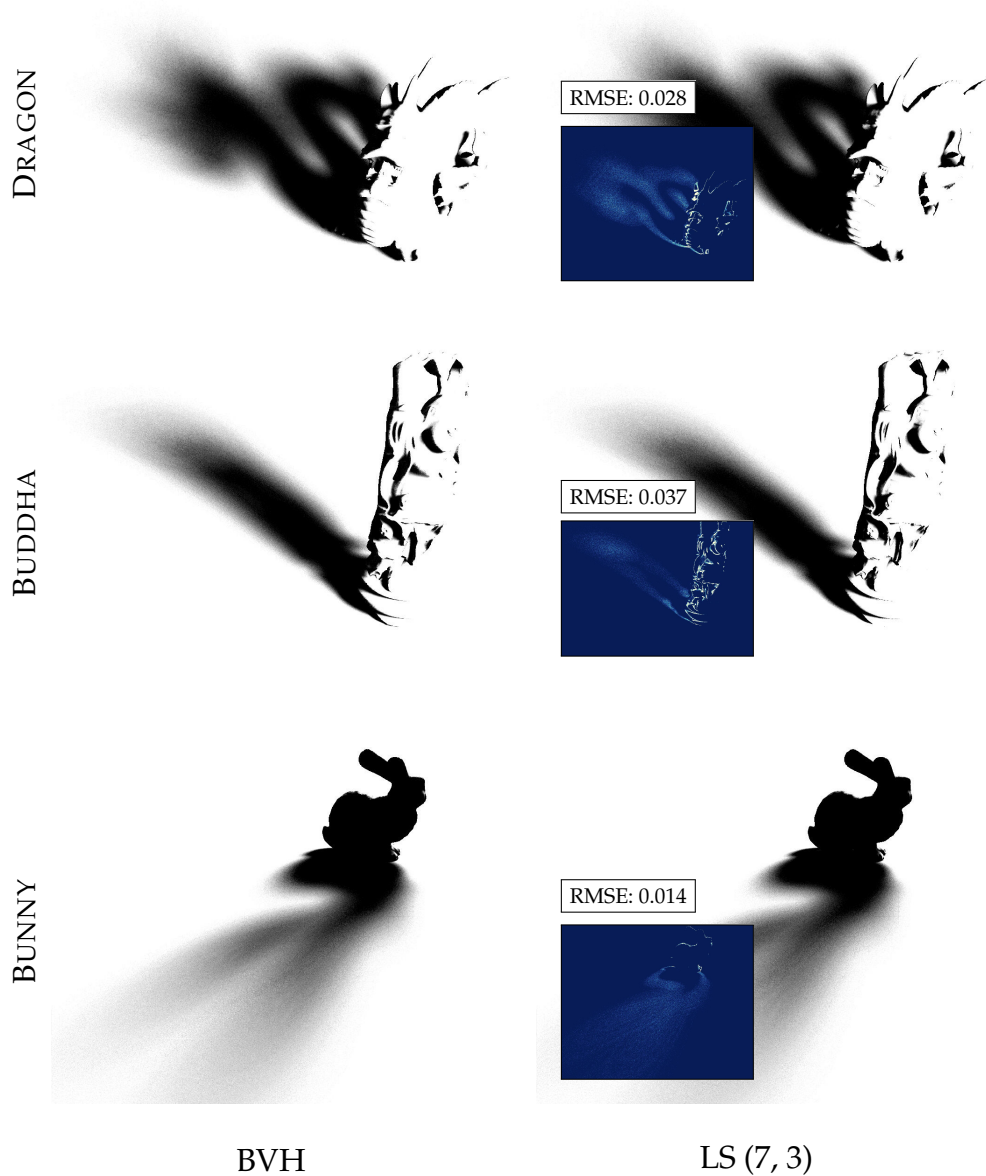 DRAGON
RMSE: 0.028
BUDDHA
RMSE: 0.037
BUNNY
RMSE: 0.014
BVH
LS (7, 3)